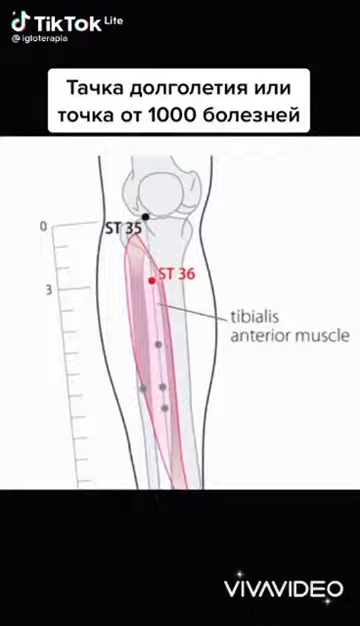 TikTok Lite
@igloterapia
Тачка долголетия или
точка от 1000 болезней
0
ST 35
ST 36
3
tibialis
anterior muscle
VIVAVIDEO